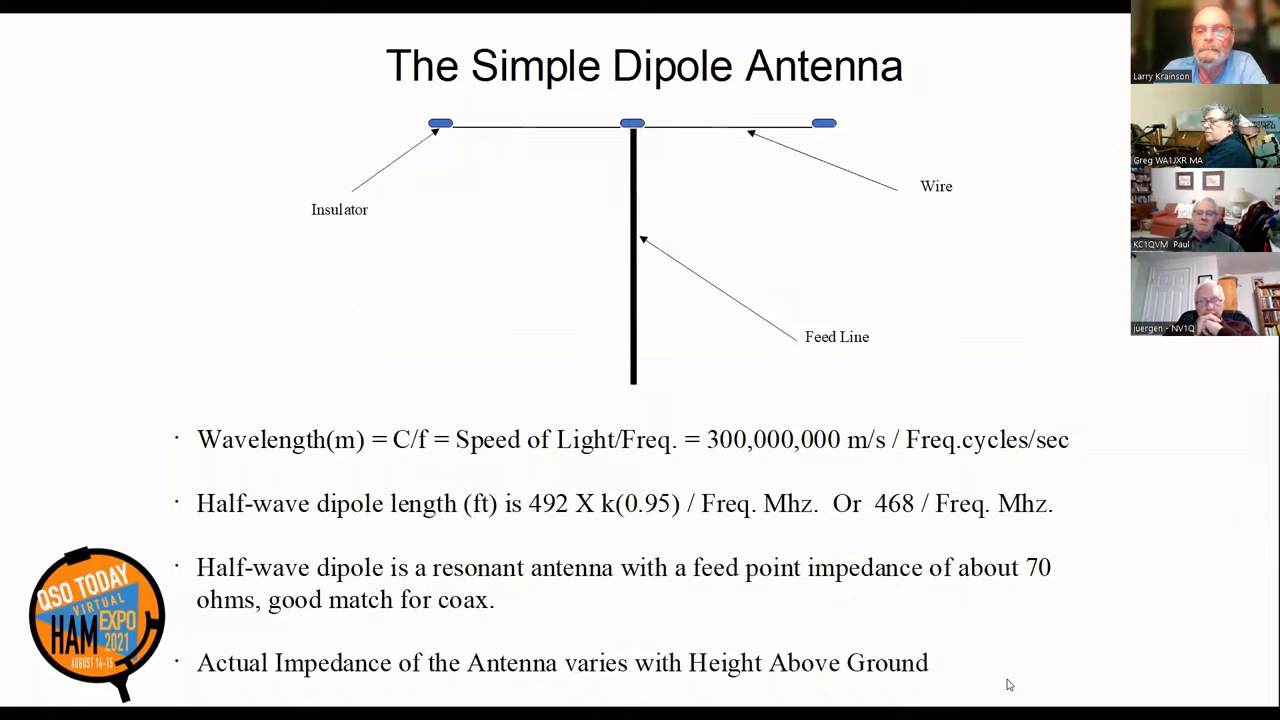 The Simple Dipole Antenna
Insulator
Wire
Feed Line
· Wavelength(m) = C/f = Speed of Light/Freq. = 300,000,000 m/s / Freq.cycles/sec
· Half-wave dipole length (ft) is 492 X k(0.95) / Freq. Mhz.  Or  468 / Freq. Mhz.
· Half-wave dipole is a resonant antenna with a feed point impedance of about 70
ohms, good match for coax.
· Actual Impedance of the Antenna varies with Height Above Ground
QSO TODAY
VIRTUAL
HAM EXPO
2021
AUGUST 14-15
Larry Krainson
Greg WA1JXR MA
KC1QVM Paul
juergen - NV1Q